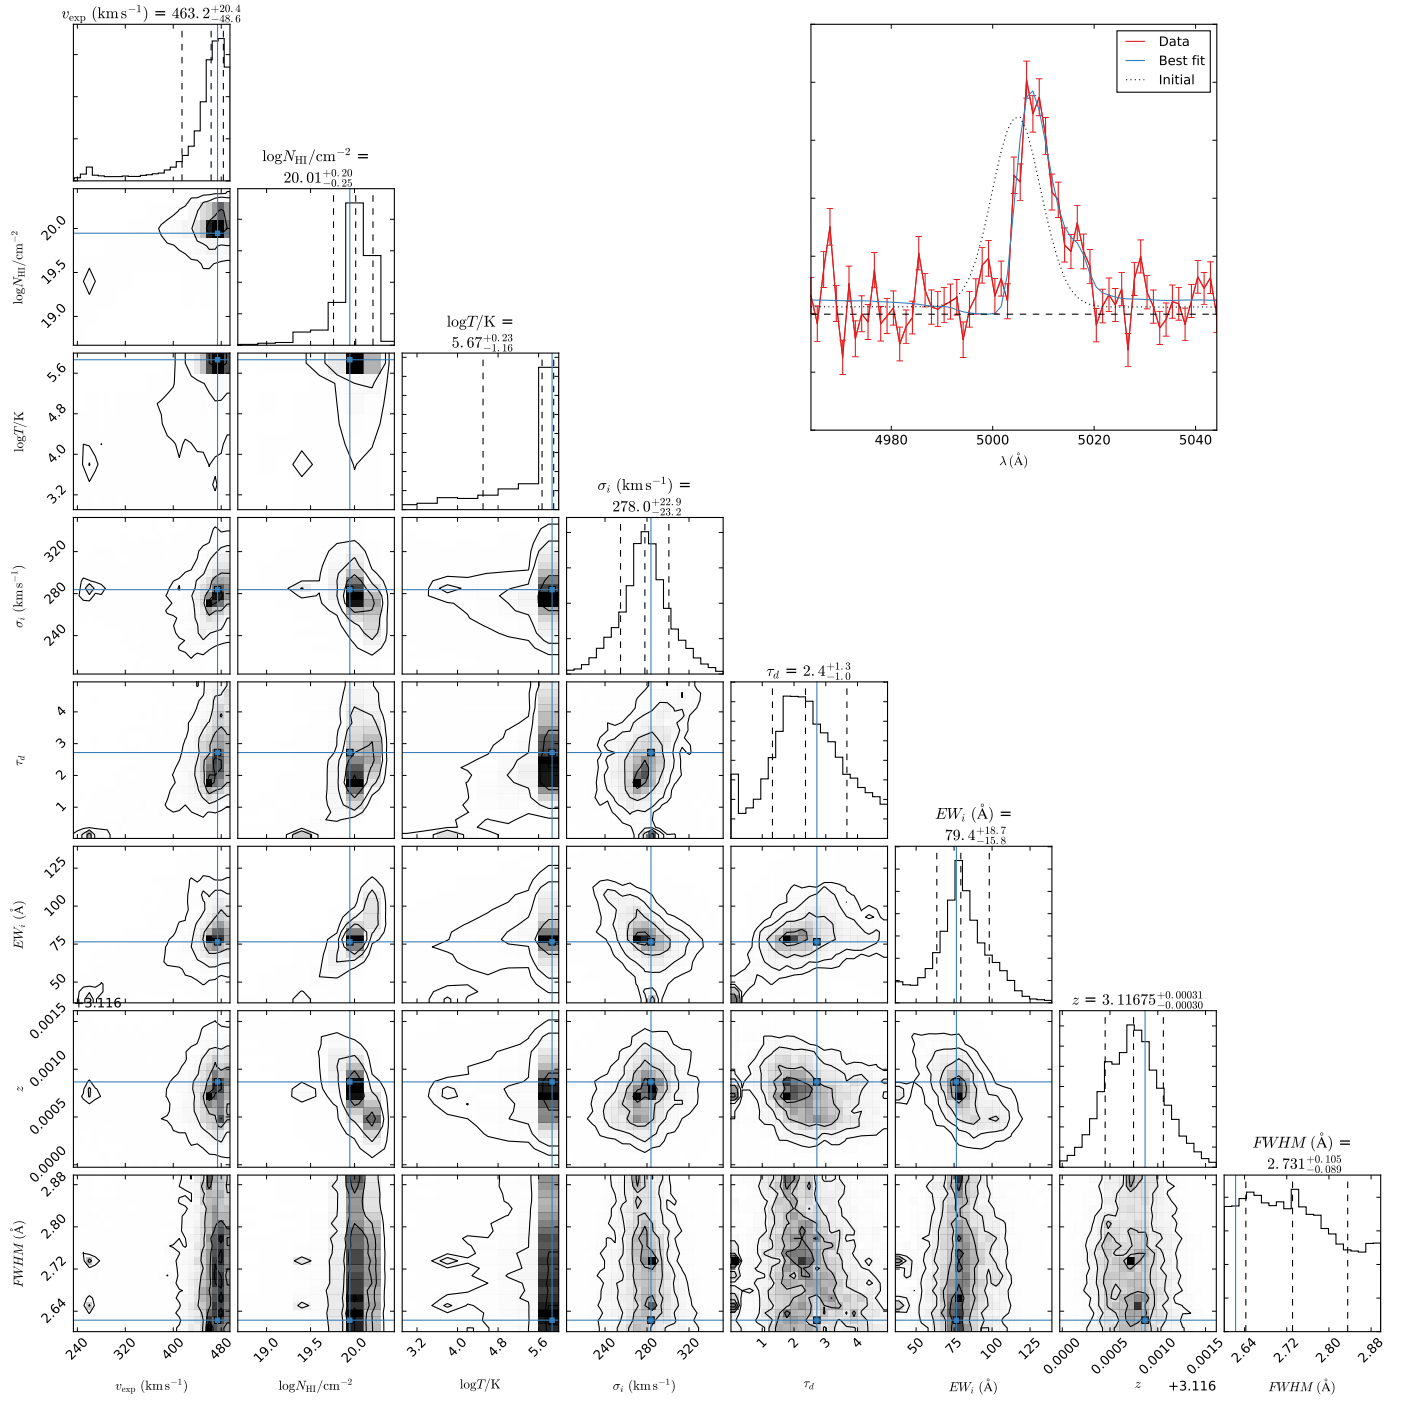 v_exp (km s⁻¹) = 463.2 +20.4 −48.6
Data
Best fit
Initial
4980 5000 5020 5040
λ (Å)
logN_HI/cm⁻² =
20.01 +0.20 −0.25
20.0
19.5
19.0
logN_HI/cm⁻²
logT/K =
5.67 +0.23 −1.16
5.6
4.8
4.0
3.2
logT/K
σ_i (km s⁻¹) =
278.0 +22.9 −23.2
320
280
240
σ_i (km s⁻¹)
τ_d = 2.4 +1.3 −1.0
4
3
2
1
τ_d
EW_i (Å) =
79.4 +18.7 −15.8
125
100
75
50
EW_i (Å)
+3.116
z = 3.11675 +0.00031 −0.00030
0.0015
0.0010
0.0005
0.0000
z
FWHM (Å) =
2.731 +0.105 −0.089
2.88
2.80
2.72
2.64
FWHM (Å)
240 320 400 480 19.0 19.5 20.0 3.2 4.0 4.8 5.6 240 280 320 1 2 3 4 50 75 100 125 0.0000 0.0005 0.0010 0.0015 2.64 2.72 2.80 2.88
v_exp (km s⁻¹) logN_HI/cm⁻² logT/K σ_i (km s⁻¹) τ_d EW_i (Å) z +3.116 FWHM (Å)